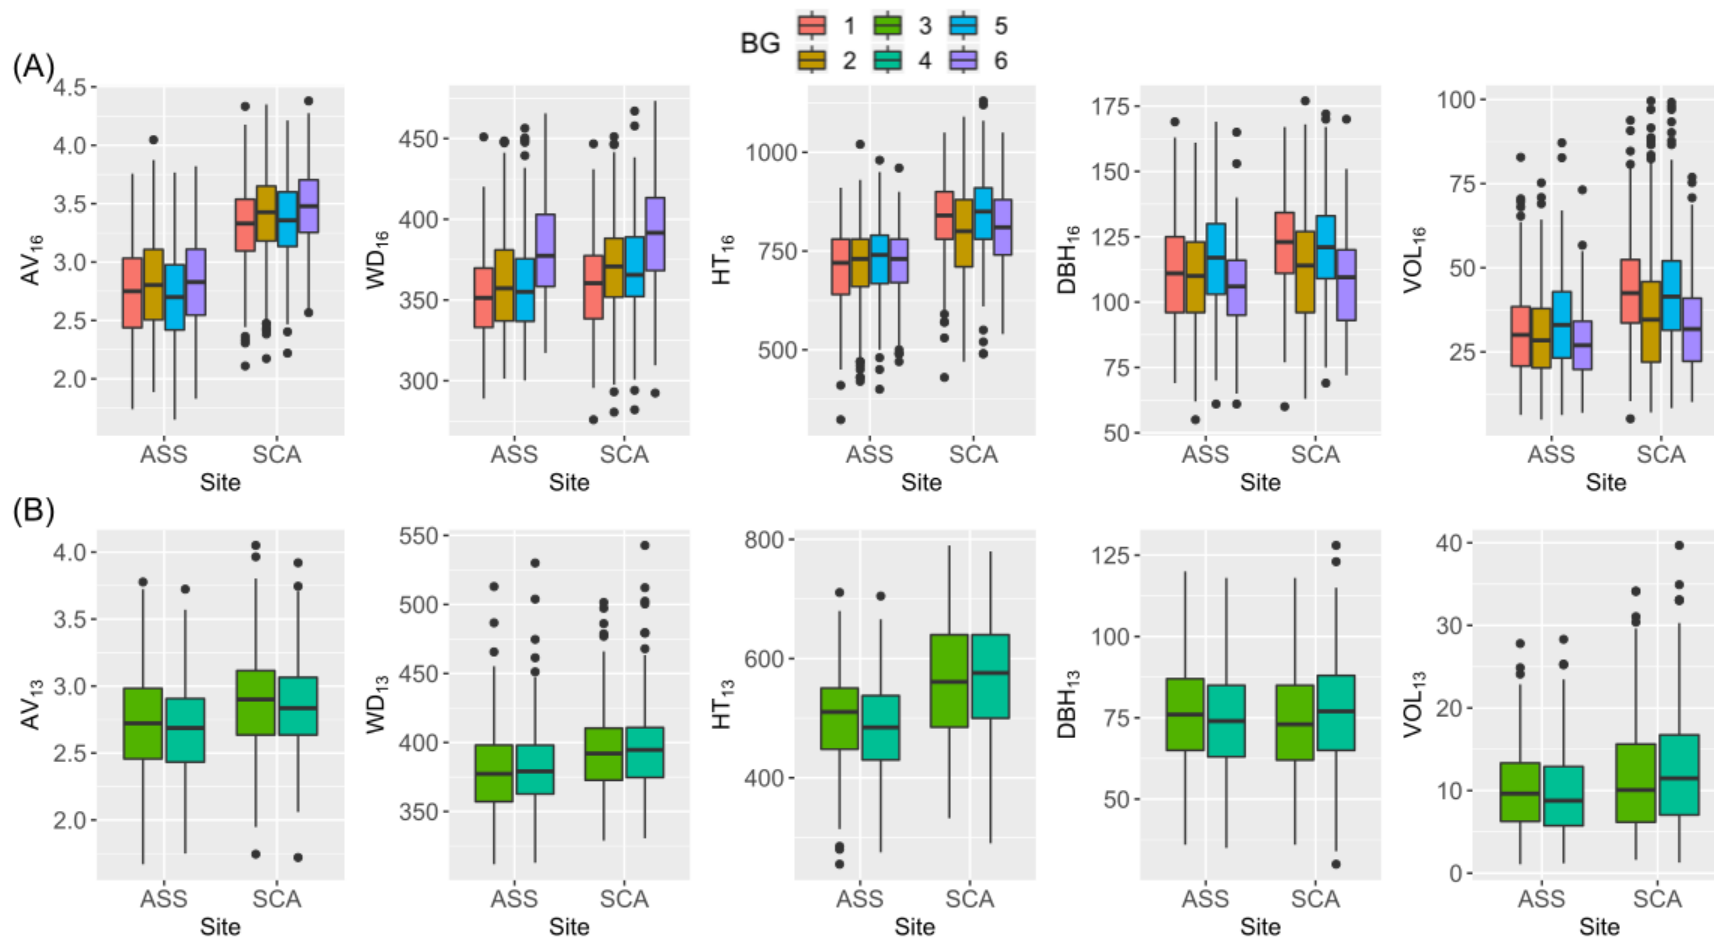 BG 1 3 5
2 4 6
(A)
AV16
4.5
4.0
3.5
3.0
2.5
2.0
ASS SCA
Site
WD16
450
400
350
300
ASS SCA
Site
HT16
1000
750
500
ASS SCA
Site
DBH16
175
150
125
100
75
50
ASS SCA
Site
VOL16
100
75
50
25
ASS SCA
Site
(B)
AV13
4.0
3.5
3.0
2.5
2.0
ASS SCA
Site
WD13
550
500
450
400
350
ASS SCA
Site
HT13
800
600
400
ASS SCA
Site
DBH13
125
100
75
50
ASS SCA
Site
VOL13
40
30
20
10
0
ASS SCA
Site